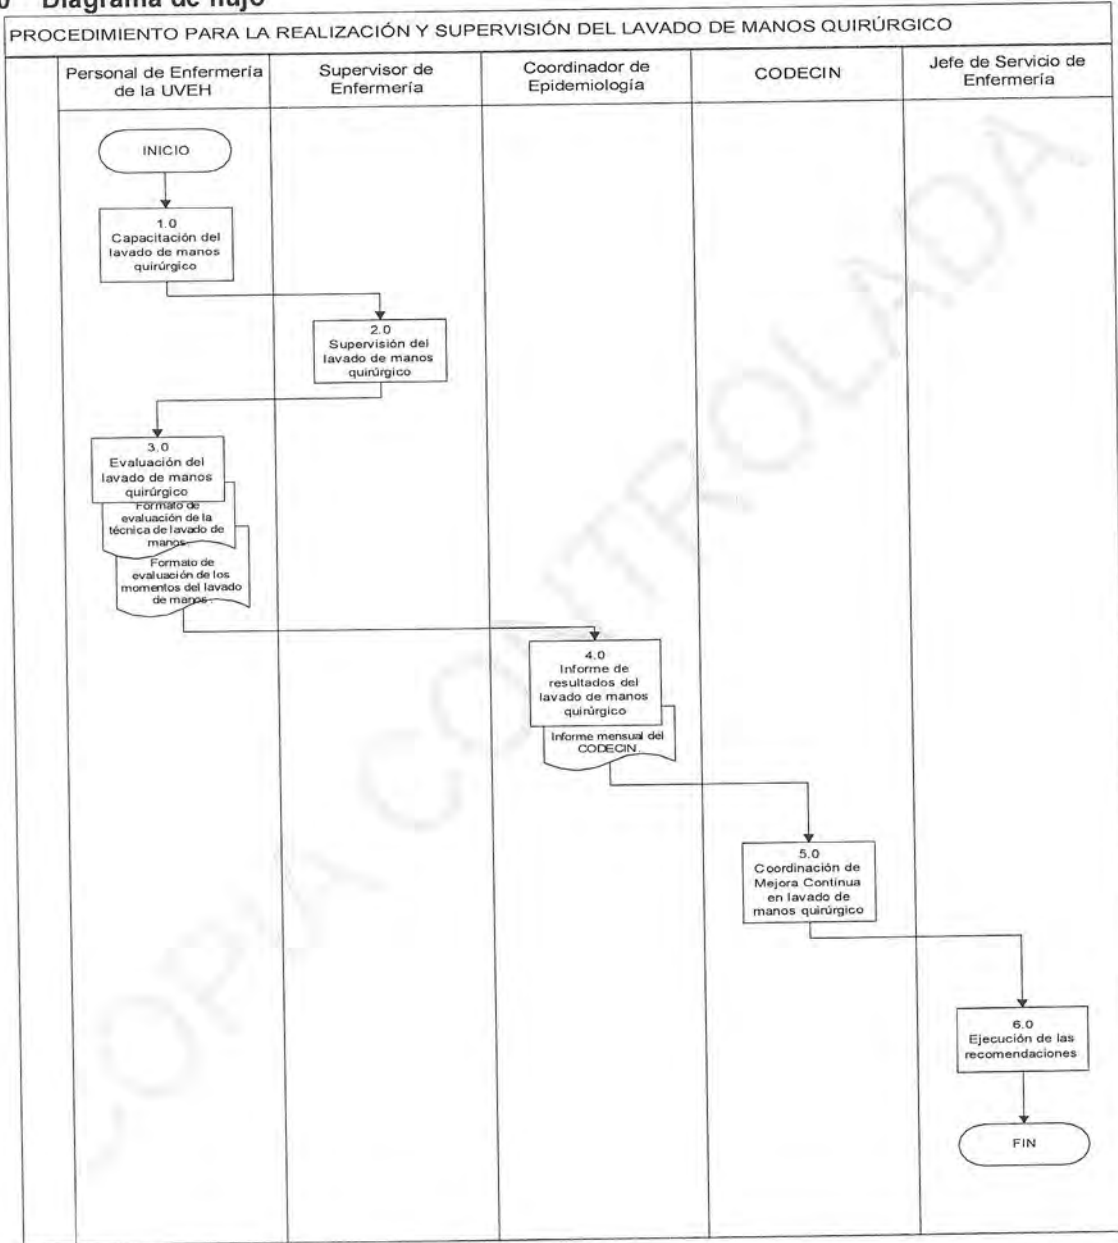 0 Diagrama de flujo
PROCEDIMIENTO PARA LA REALIZACIÓN Y SUPERVISIÓN DEL LAVADO DE MANOS QUIRÚRGICO
Personal de Enfermería
de la UVEH
Supervisor de
Enfermería
Coordinador de
Epidemiología
CODECIN
Jefe de Servicio de
Enfermería
INICIO
1.0
Capacitación del
lavado de manos
quirúrgico
2.0
Supervisión del
lavado de manos
quirúrgico
3.0
Evaluación del
lavado de manos
quirúrgico
Formato de
evaluación de la
técnica de lavado de
manos.
Formato de
evaluación de los
momentos del lavado
de manos.
4.0
Informe de
resultados del
lavado de manos
quirúrgico
Informe mensual del
CODECIN.
5.0
Coordinación de
Mejora Continua
en lavado de
manos quirúrgico
6.0
Ejecución de las
recomendaciones
FIN
COPIA CONTROLADA